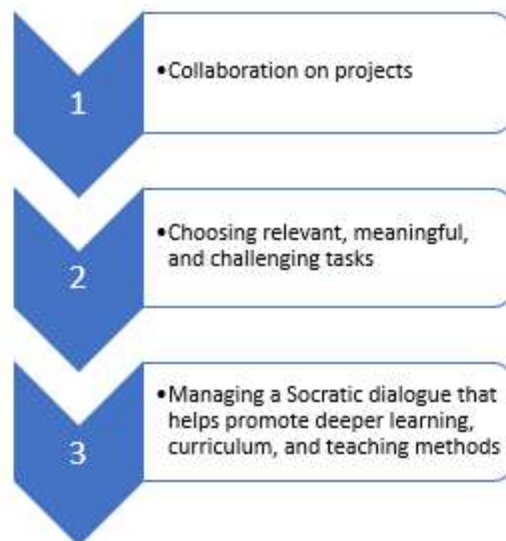 1
•Collaboration on projects
2
•Choosing relevant, meaningful,
and challenging tasks
3
•Managing a Socratic dialogue that
helps promote deeper learning,
curriculum, and teaching methods